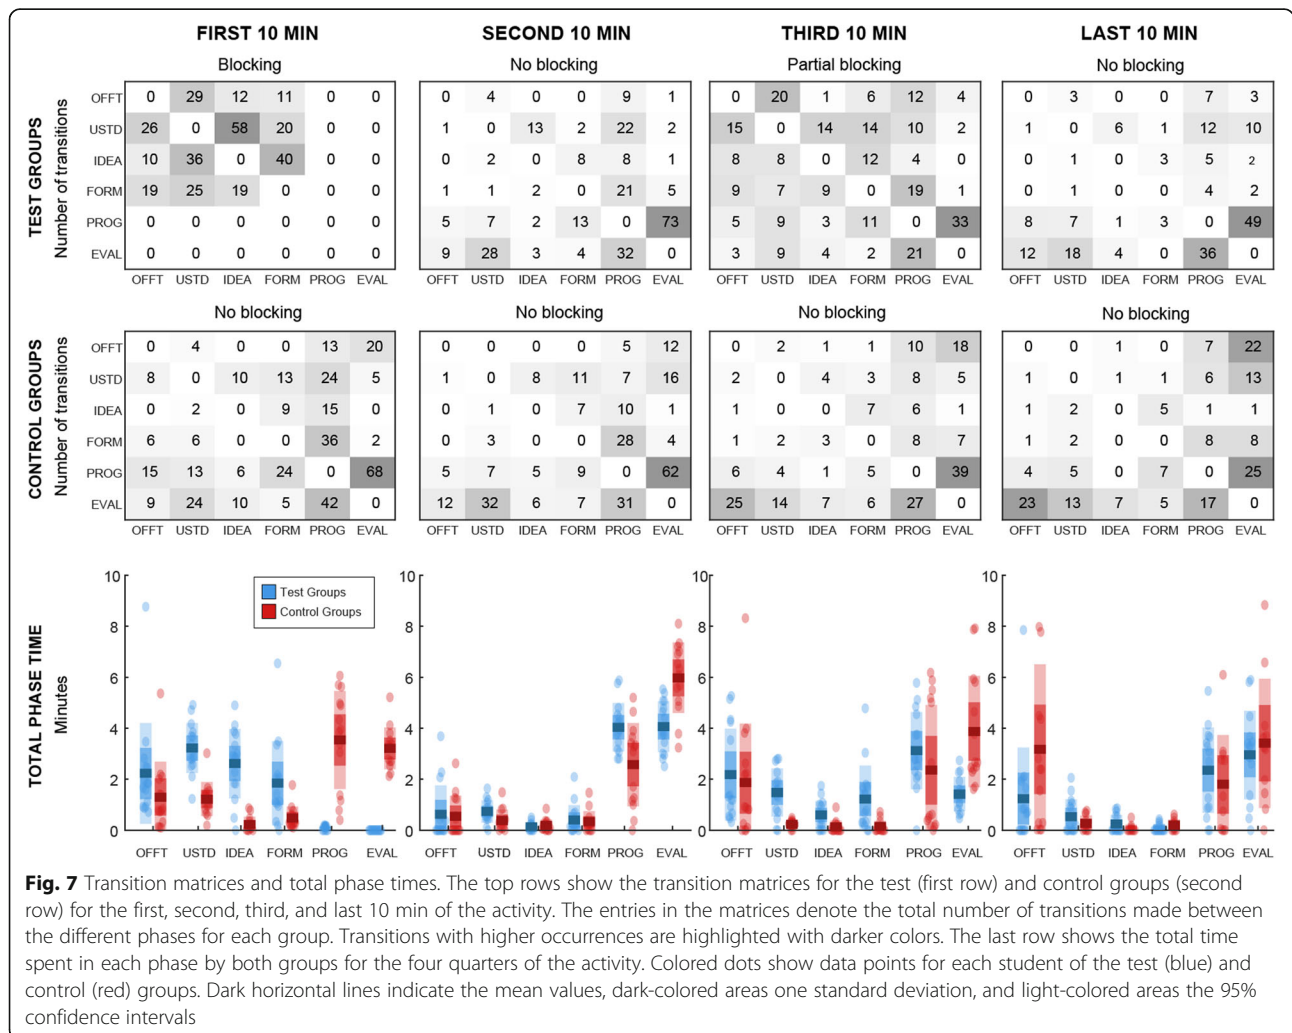 FIRST 10 MIN SECOND 10 MIN THIRD 10 MIN LAST 10 MIN
Blocking No blocking Partial blocking No blocking
TEST GROUPS
Number of transitions
OFFT 0 29 12 11 0 0 0 4 0 0 9 1 0 20 1 6 12 4 0 3 0 0 7 3
USTD 26 0 58 20 0 0 1 0 13 2 22 2 15 0 14 14 10 2 1 0 6 1 12 10
IDEA 10 36 0 40 0 0 0 2 0 8 8 1 8 8 0 12 4 0 0 1 0 3 5 2
FORM 19 25 19 0 0 0 1 1 2 0 21 5 9 7 9 0 19 1 0 1 0 0 4 2
PROG 0 0 0 0 0 0 5 7 2 13 0 73 5 9 3 11 0 33 8 7 1 3 0 49
EVAL 0 0 0 0 0 0 9 28 3 4 32 0 3 9 4 2 21 0 12 18 4 0 36 0
OFFT USTD IDEA FORM PROG EVAL OFFT USTD IDEA FORM PROG EVAL OFFT USTD IDEA FORM PROG EVAL OFFT USTD IDEA FORM PROG EVAL
No blocking No blocking No blocking No blocking
CONTROL GROUPS
Number of transitions
OFFT 0 4 0 0 13 20 0 0 0 0 5 12 0 2 1 1 10 18 0 0 1 0 7 22
USTD 8 0 10 13 24 5 1 0 8 11 7 16 2 0 4 3 8 5 1 0 1 1 6 13
IDEA 0 2 0 9 15 0 0 1 0 7 10 1 1 0 0 7 6 1 1 2 0 5 1 1
FORM 6 6 0 0 36 2 0 3 0 0 28 4 1 2 3 0 8 7 1 2 0 0 8 8
PROG 15 13 6 24 0 68 5 7 5 9 0 62 6 4 1 5 0 39 4 5 0 7 0 25
EVAL 9 24 10 5 42 0 12 32 6 7 31 0 25 14 7 6 27 0 23 13 7 5 17 0
OFFT USTD IDEA FORM PROG EVAL OFFT USTD IDEA FORM PROG EVAL OFFT USTD IDEA FORM PROG EVAL OFFT USTD IDEA FORM PROG EVAL
TOTAL PHASE TIME
Minutes
10 10 10 10
Test Groups
Control Groups
8 8 8 8
6 6 6 6
4 4 4 4
2 2 2 2
0 0 0 0
OFFT USTD IDEA FORM PROG EVAL OFFT USTD IDEA FORM PROG EVAL OFFT USTD IDEA FORM PROG EVAL OFFT USTD IDEA FORM PROG EVAL
Fig. 7 Transition matrices and total phase times. The top rows show the transition matrices for the test (first row) and control groups (second
row) for the first, second, third, and last 10 min of the activity. The entries in the matrices denote the total number of transitions made between
the different phases for each group. Transitions with higher occurrences are highlighted with darker colors. The last row shows the total time
spent in each phase by both groups for the four quarters of the activity. Colored dots show data points for each student of the test (blue) and
control (red) groups. Dark horizontal lines indicate the mean values, dark-colored areas one standard deviation, and light-colored areas the 95%
confidence intervals